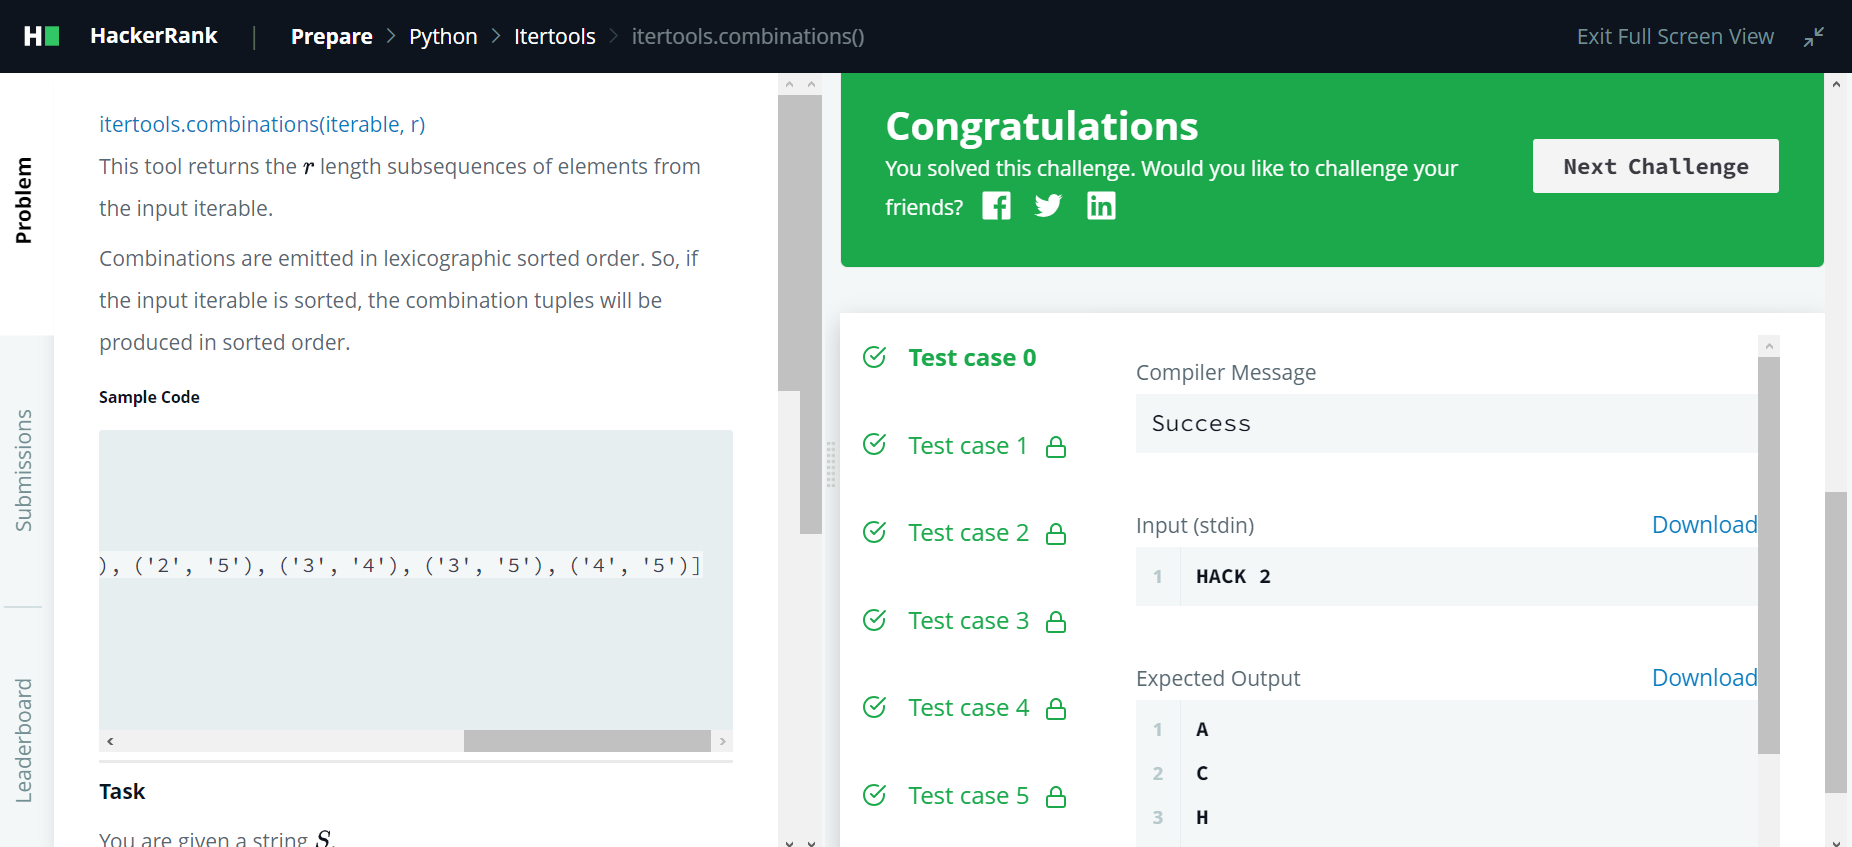 H
HackerRank | Prepare > Python > Itertools > itertools.combinations()
Exit Full Screen View
Problem
Submissions
Leaderboard
itertools.combinations(iterable, r)
This tool returns the r length subsequences of elements from
the input iterable.
Combinations are emitted in lexicographic sorted order. So, if
the input iterable is sorted, the combination tuples will be
produced in sorted order.
Sample Code
), ('2', '5'), ('3', '4'), ('3', '5'), ('4', '5')]
Task
You are given a string S.
Congratulations
You solved this challenge. Would you like to challenge your
friends?
Next Challenge
Test case 0
Test case 1
Test case 2
Test case 3
Test case 4
Test case 5
Compiler Message
Success
Input (stdin)
Download
1 HACK 2
Expected Output
Download
1 A
2 C
3 H